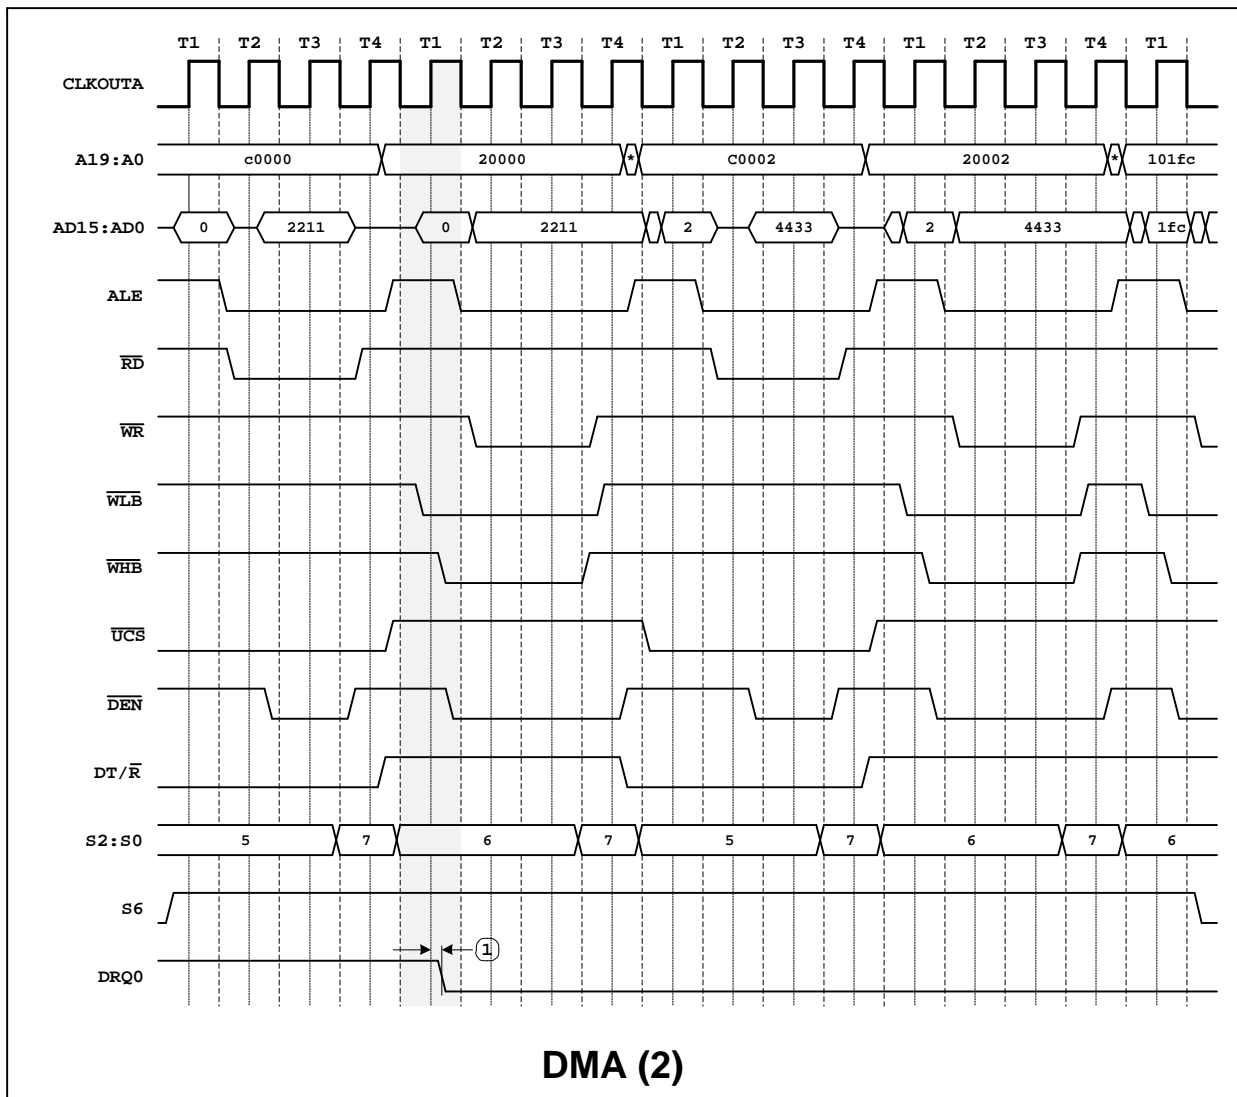 T1 T2 T3 T4 T1 T2 T3 T4 T1 T2 T3 T4 T1 T2 T3 T4 T1
CLKOUTA
A19:A0 c0000 20000 * C0002 20002 * 101fc
AD15:AD0 0 2211 0 2211 2 4433 2 4433 1fc
ALE
RD
WR
WLB
WHB
UCS
DEN
DT/R
S2:S0 5 7 6 7 5 7 6 7 6
S6
1
DRQ0
DMA (2)